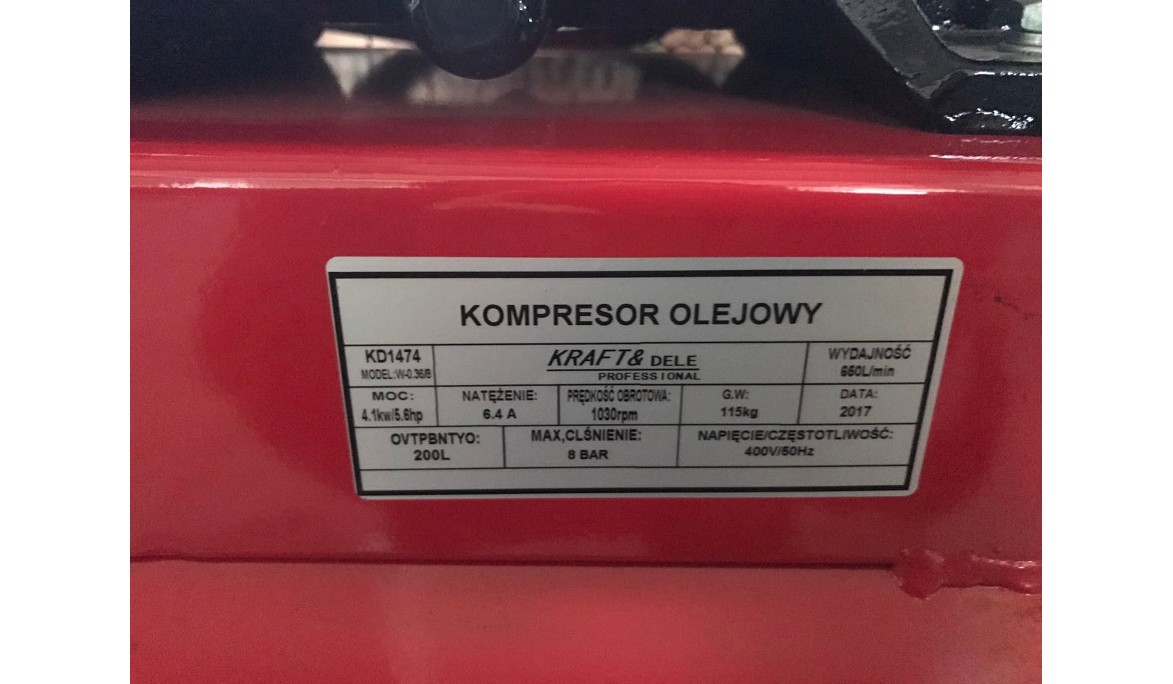 KOMPRESOR OLEJOWY
KD1474
MODEL:W-0.36/8
KRAFT& DELE
PROFESSIONAL
WYDAJNOŚĆ
650L/min
MOC:
4.1kw/5.6hp
NATĘŻENIE:
6.4 A
PRĘDKOŚĆ OBROTOWA:
1030rpm
G.W:
115kg
DATA:
2017
OVTPBNTYO:
200L
MAX,CLŚNIENIE:
8 BAR
NAPIĘCIE/CZĘSTOTLIWOŚĆ:
400V/50Hz